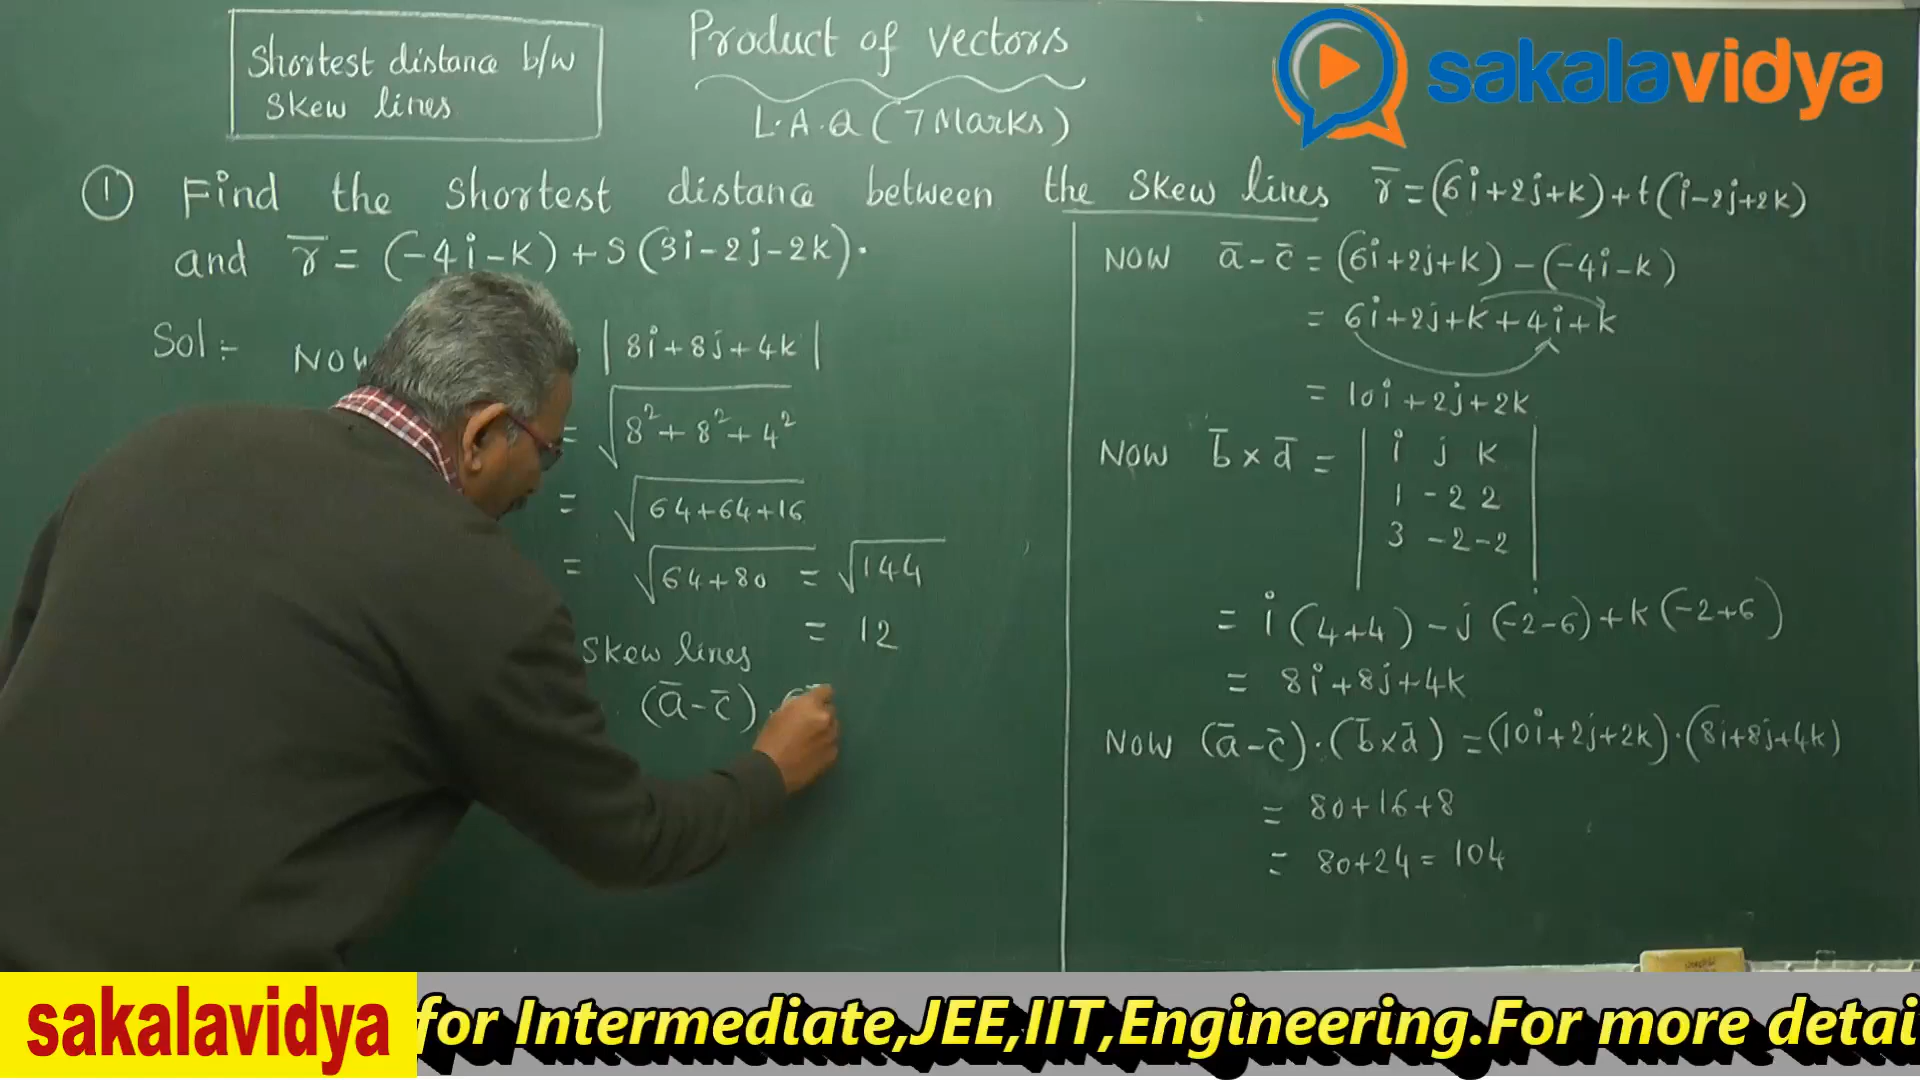 Shortest distance b/w
Skew lines
Product of vectors
L.A.Q (7 Marks)
sakalavidya
① Find the shortest distance between the skew lines r̅ = (6i+2j+k)+t(i-2j+2k)
and r̅ = (-4i-k)+s(3i-2j-2k).
Sol:- NOW | 8i+8j+4k |
= √8²+8²+4²
= √64+64+16
= √64+80 = √144
= 12
Skew lines
(a̅-c̅) .
NOW a̅-c̅ = (6i+2j+k)-(-4i-k)
= 6i+2j+k+4i+k
= 10i+2j+2k
NOW b̅×d̅ = | i j k |
1 -2 2
3 -2 -2
= i(4+4)-j(-2-6)+k(-2+6)
= 8i+8j+4k
NOW (a̅-c̅).(b̅×d̅) = (10i+2j+2k).(8i+8j+4k)
= 80+16+8
= 80+24 = 104
sakalavidya for Intermediate,JEE,IIT,Engineering.For more detai